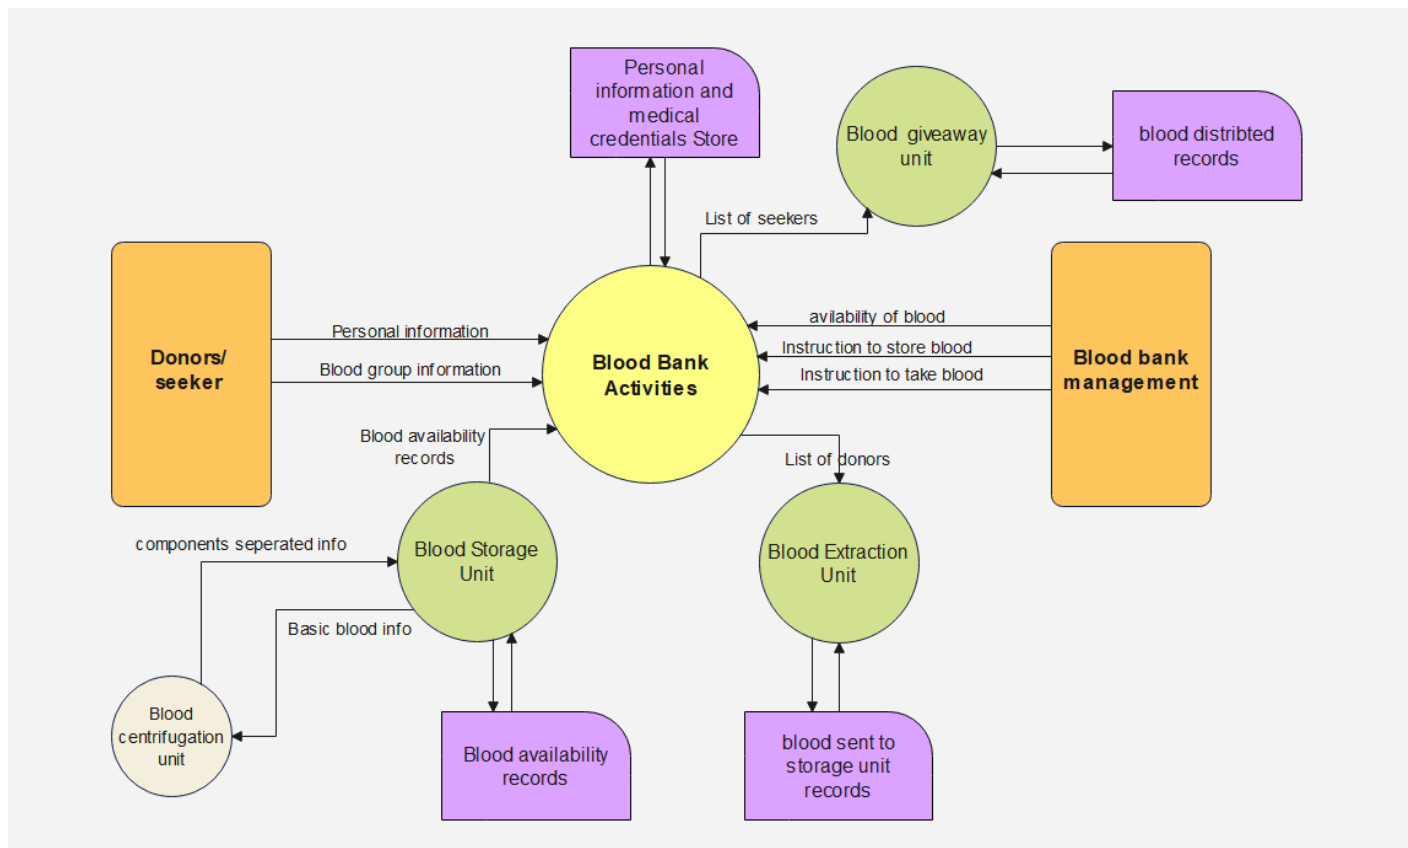 Personal
information and
medical
credentials Store
Blood giveaway
unit
blood distribted
records
List of seekers
Donors/
seeker
Personal information
Blood group information
Blood Bank
Activities
avilability of blood
Instruction to store blood
Instruction to take blood
Blood bank
management
Blood availability
records
List of donors
components seperated info
Blood Storage
Unit
Blood Extraction
Unit
Basic blood info
Blood
centrifugation
unit
Blood availability
records
blood sent to
storage unit
records